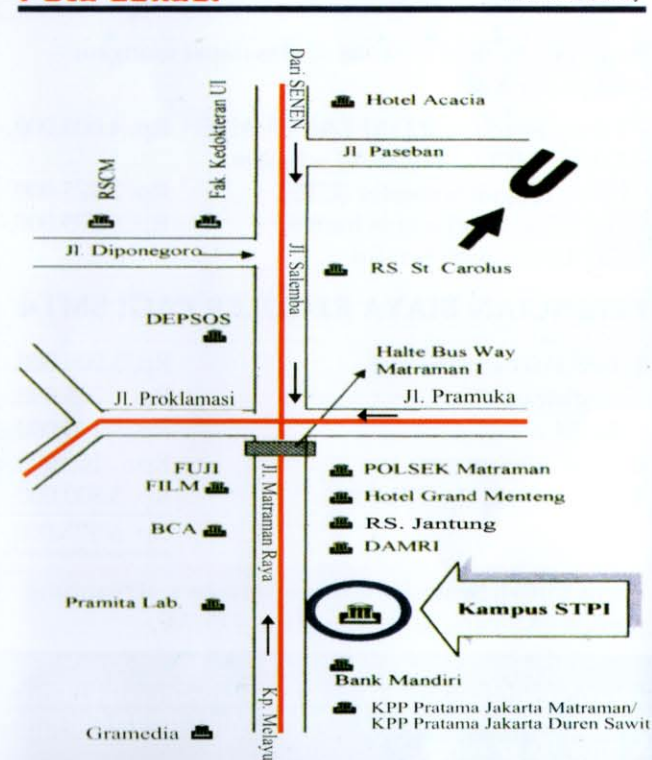 Dari SENEN
Hotel Acacia
Fak. Kedokteran UI
Jl. Paseban
RSCM
U
Jl. Diponegoro
Jl. Salemba
RS. St Carolus
DEPSOS
Halte Bus Way
Matraman I
Jl. Proklamasi
Jl. Pramuka
FUJI
FILM
Jl. Matraman Raya
POLSEK Matraman
Hotel Grand Menteng
BCA
RS. Jantung
DAMRI
Pramita Lab.
Kampus STPI
Bank Mandiri
Kp. Melayu
KPP Pratama Jakarta Matraman/
KPP Pratama Jakarta Duren Sawit
Gramedia